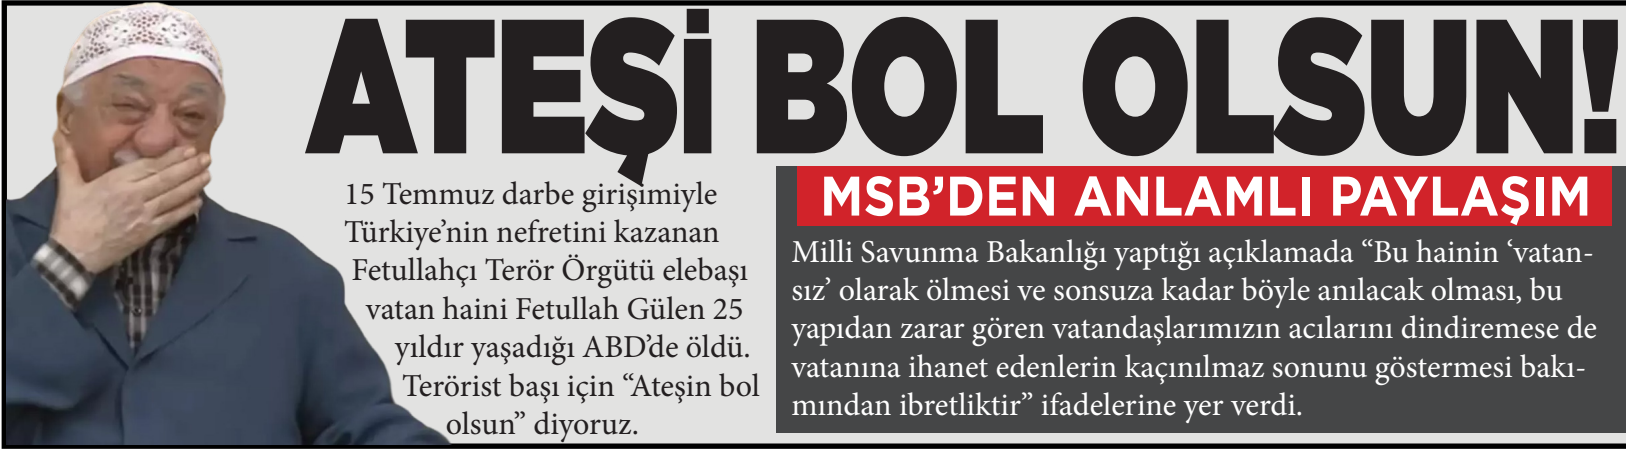 ATEŞİ BOL OLSUN!
15 Temmuz darbe girişimiyle
Türkiye’nin nefretini kazanan
Fetullahçı Terör Örgütü elebaşı
vatan haini Fetullah Gülen 25
yıldır yaşadığı ABD’de öldü.
Terörist başı için “Ateşin bol
olsun” diyoruz.
MSB’DEN ANLAMLI PAYLAŞIM
Milli Savunma Bakanlığı yaptığı açıklamada “Bu hainin ‘vatan-
sız’ olarak ölmesi ve sonsuza kadar böyle anılacak olması, bu
yapıdan zarar gören vatandaşlarımızın acılarını dindiremese de
vatanına ihanet edenlerin kaçınılmaz sonunu göstermesi bakı-
mından ibretliktir” ifadelerine yer verdi.